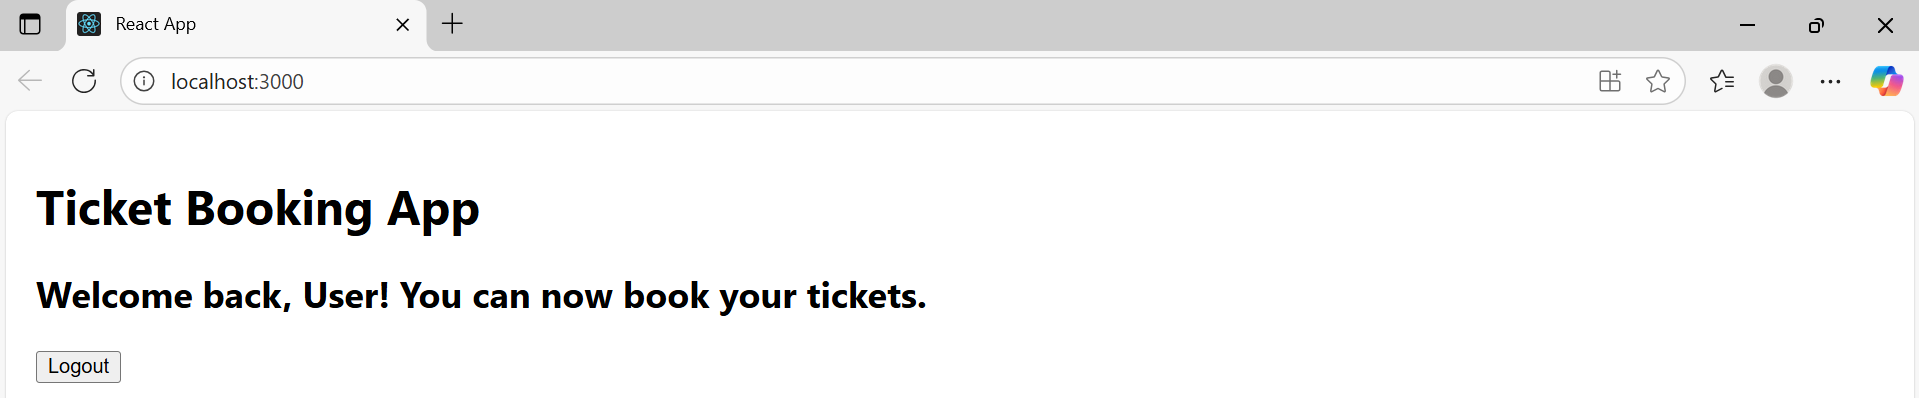 React App
localhost:3000
Ticket Booking App
Welcome back, User! You can now book your tickets.
Logout